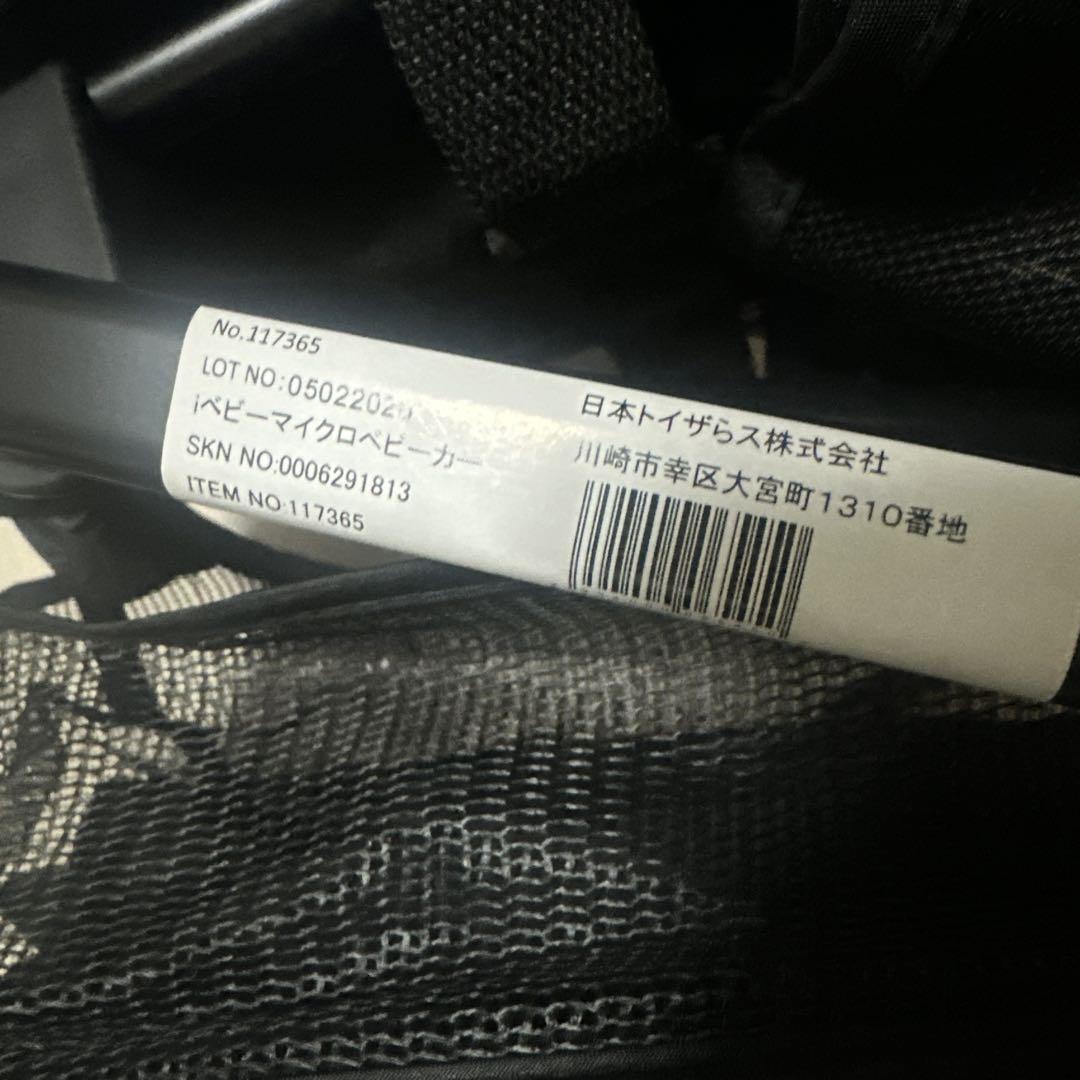 No.117365
LOT NO:0502202
iベビーマイクロベビーカー
SKN NO:0006291813
ITEM NO:117365
日本トイザらス株式会社
川崎市幸区大宮町1310番地